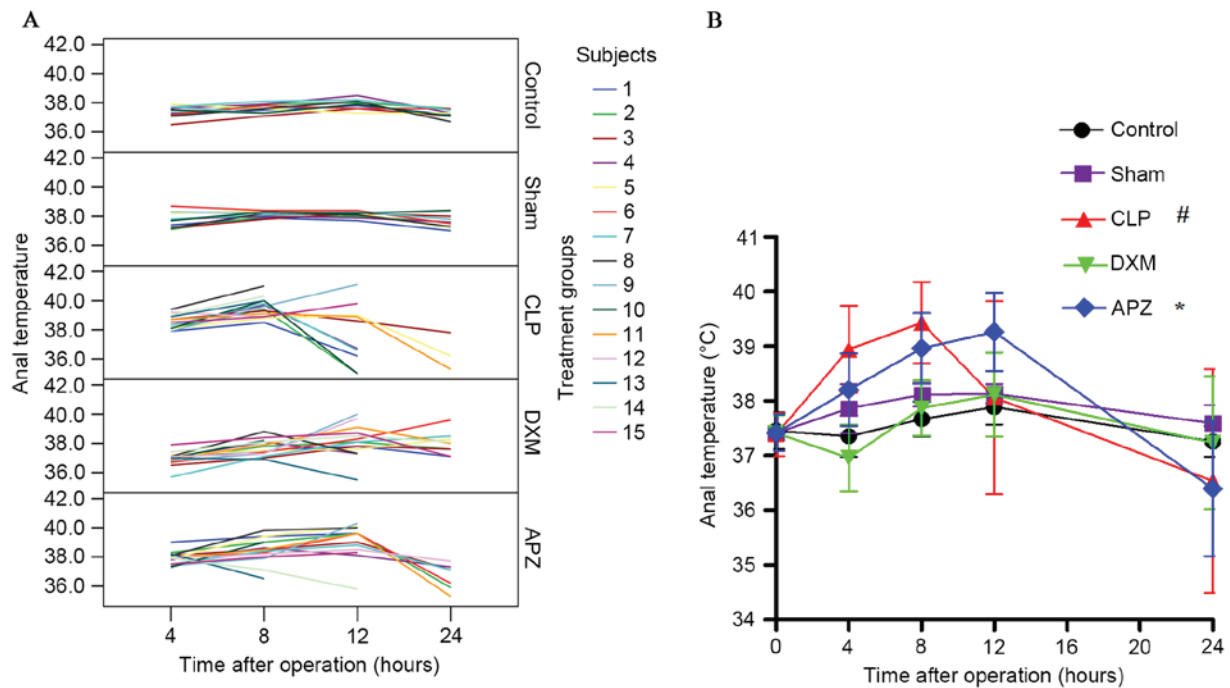 A
42.0
40.0
38.0
36.0
Control
42.0
40.0
38.0
36.0
Sham
42.0
40.0
38.0
36.0
CLP
42.0
40.0
38.0
36.0
DXM
42.0
40.0
38.0
36.0
APZ
Anal temperature
4 8 12 24
Time after operation (hours)
Treatment groups
Subjects
1
2
3
4
5
6
7
8
9
10
11
12
13
14
15
B
Control
Sham
CLP #
DXM
APZ *
41
40
39
38
37
36
35
34
Anal temperature (°C)
0 4 8 12 16 20 24
Time after operation (hours)